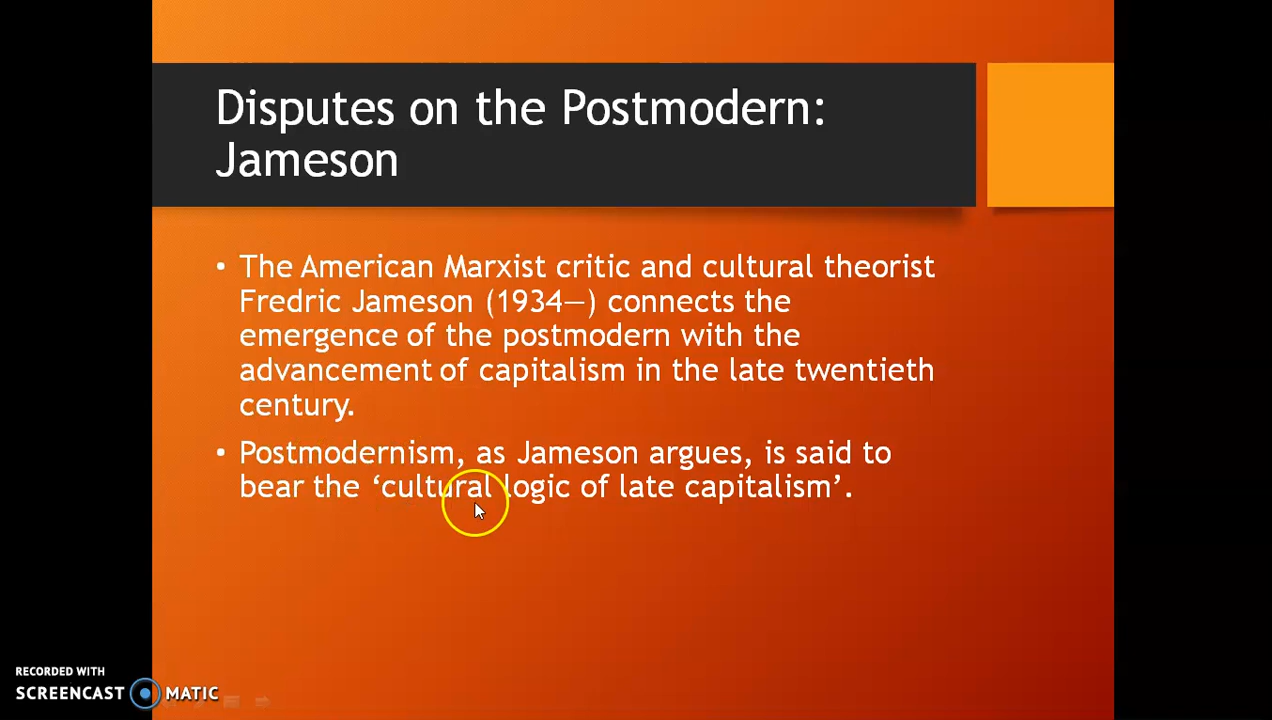 Disputes on the Postmodern:
Jameson
• The American Marxist critic and cultural theorist
Fredric Jameson (1934—) connects the
emergence of the postmodern with the
advancement of capitalism in the late twentieth
century.
• Postmodernism, as Jameson argues, is said to
bear the ‘cultural logic of late capitalism’.
RECORDED WITH
SCREENCAST MATIC